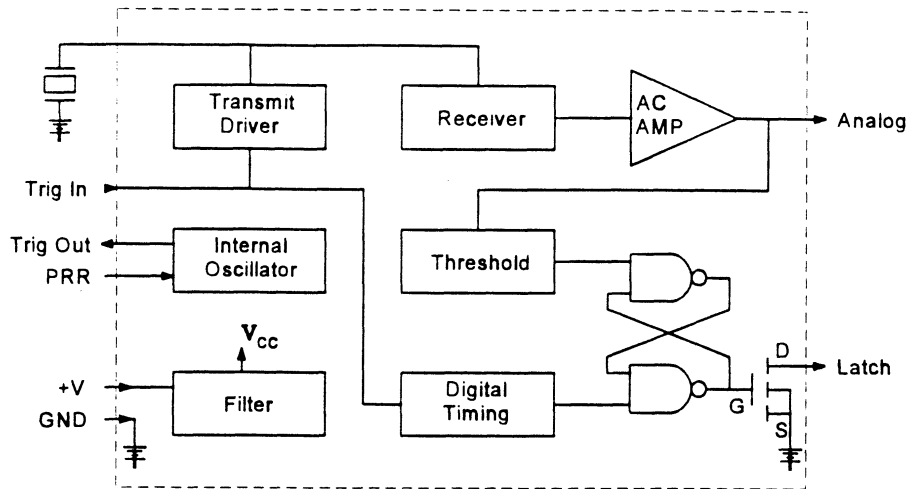 Transmit
Driver
Receiver
AC
AMP
Analog
Trig In
Trig Out
PRR
Internal
Oscillator
Threshold
Vcc
+V
GND
Filter
Digital
Timing
G
D
S
Latch